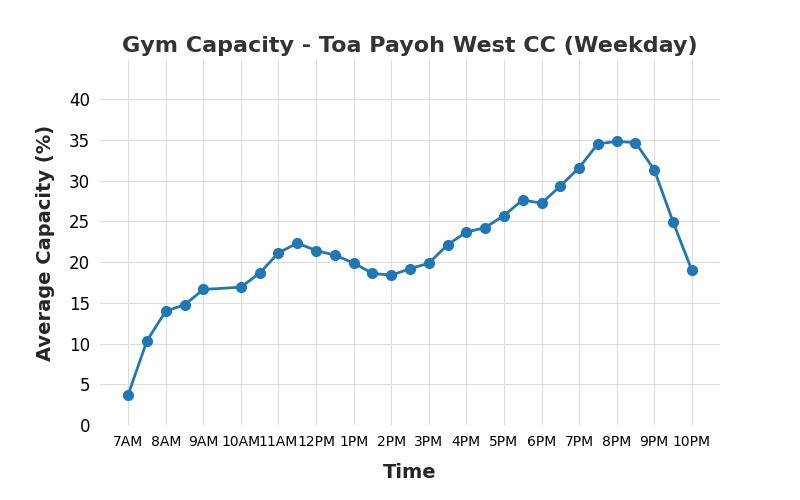 Gym Capacity - Toa Payoh West CC (Weekday)
40
35
30
25
20
15
10
5
0
Average Capacity (%)
7AM 8AM 9AM 10AM 11AM 12PM 1PM 2PM 3PM 4PM 5PM 6PM 7PM 8PM 9PM 10PM
Time